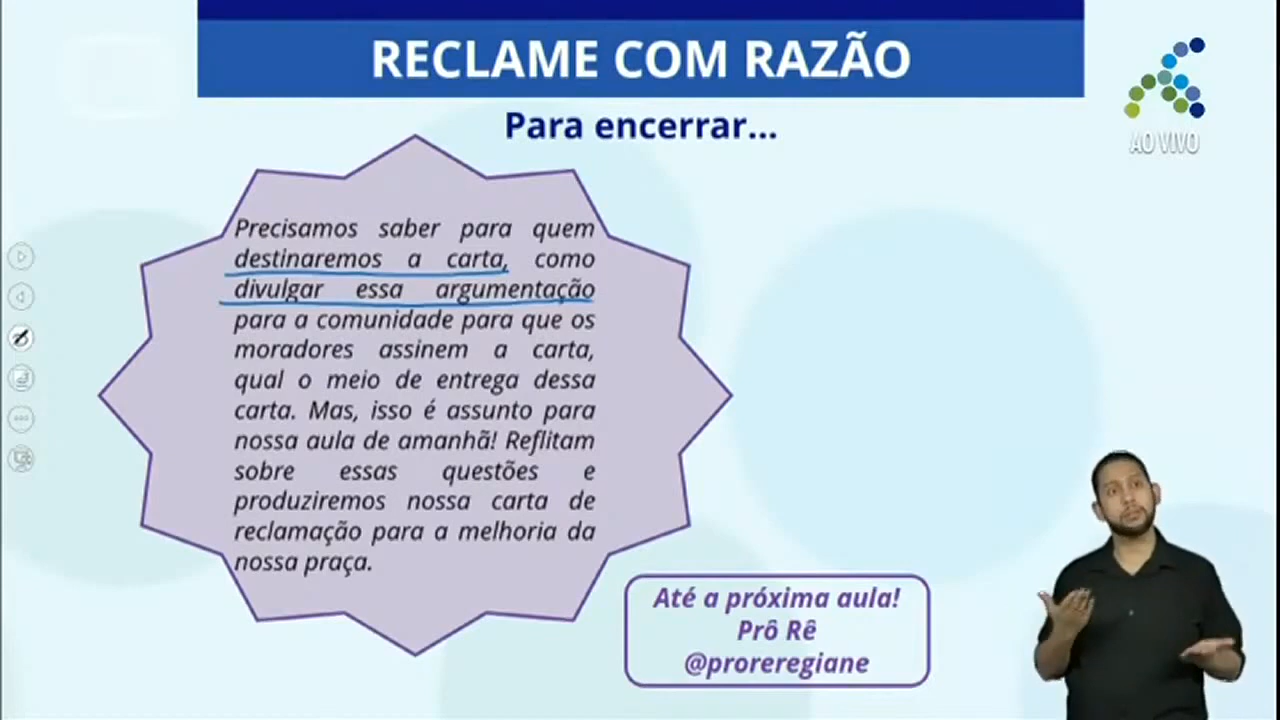 RECLAME COM RAZÃO
AO VIVO
Para encerrar...
Precisamos saber para quem
destinaremos a carta, como
divulgar essa argumentação
para a comunidade para que os
moradores assinem a carta,
qual o meio de entrega dessa
carta. Mas, isso é assunto para
nossa aula de amanhã! Reflitam
sobre essas questões e
produziremos nossa carta de
reclamação para a melhoria da
nossa praça.
Até a próxima aula!
Prô Rê
@proreregiane